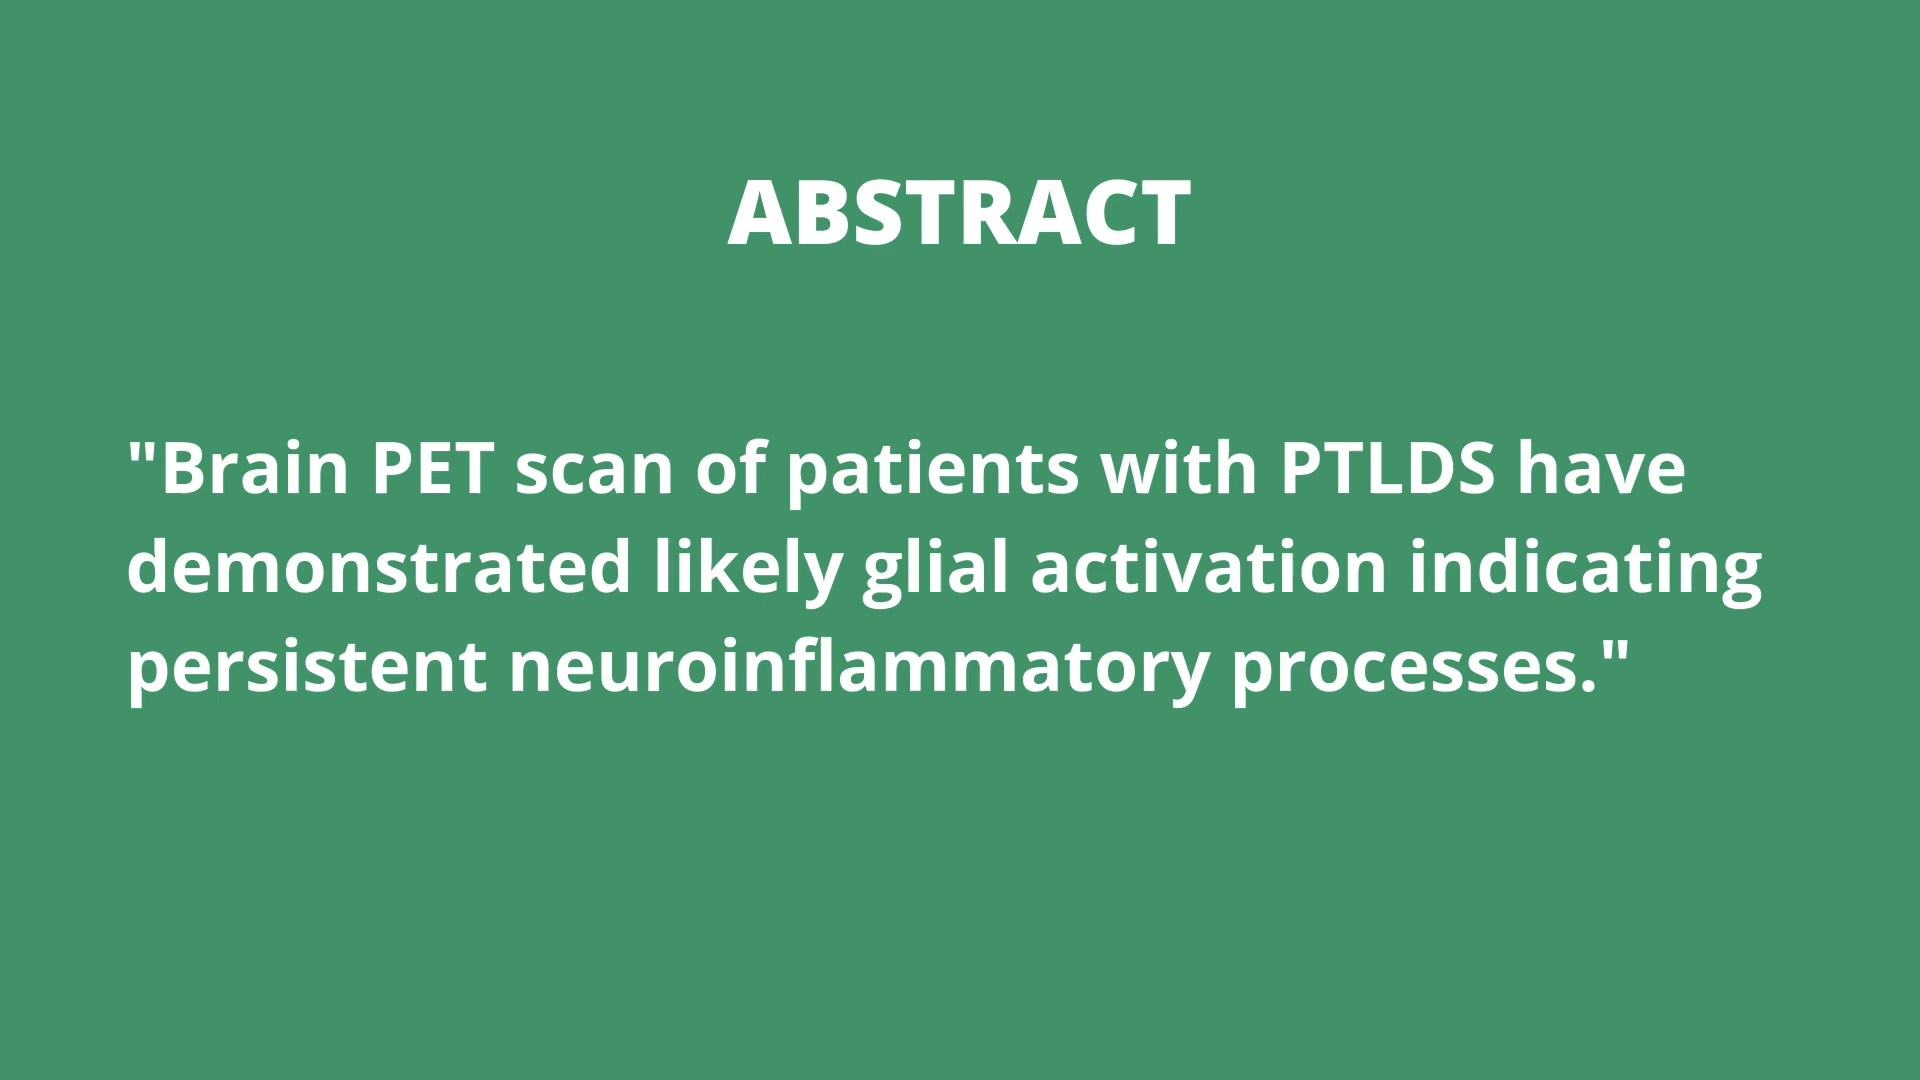 ABSTRACT
"Brain PET scan of patients with PTLDS have
demonstrated likely glial activation indicating
persistent neuroinflammatory processes."